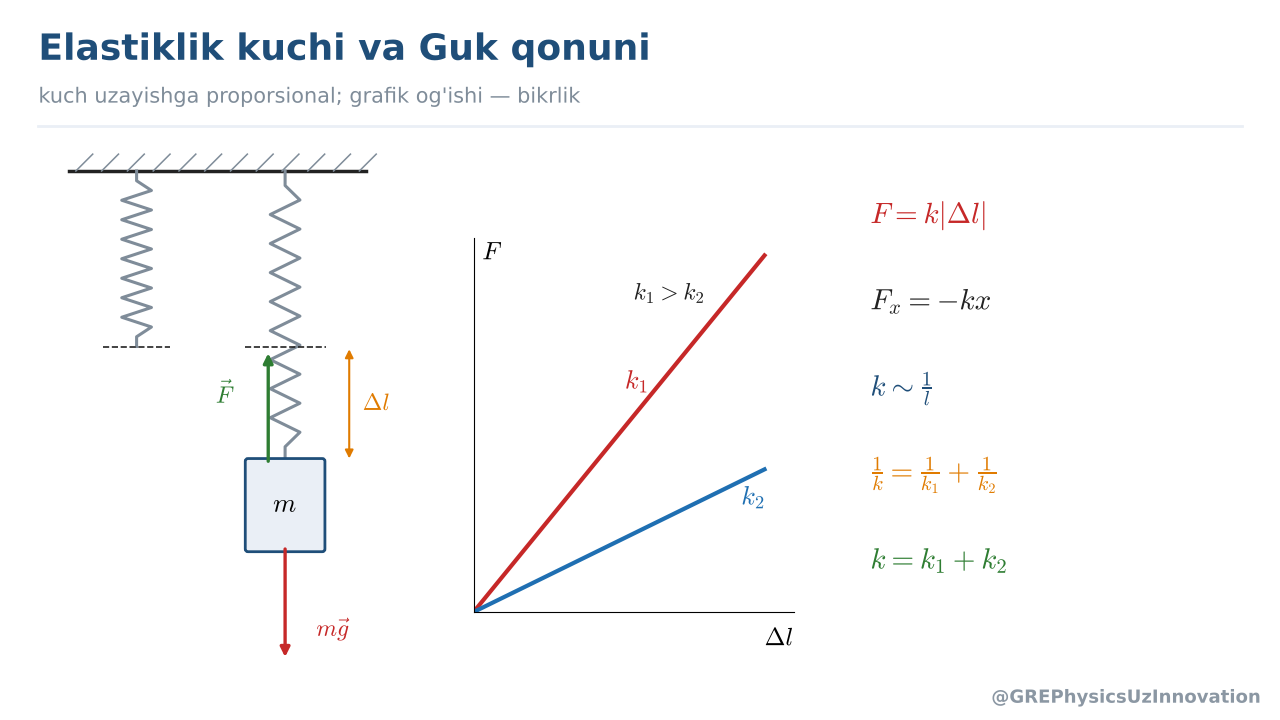 Elastiklik kuchi va Guk qonuni
kuch uzayishga proporsional; grafik og'ishi — bikrlik
F
k₁ > k₂
k₁
k₂
Δl
F⃗
Δl
m
mg⃗
F = k|Δl|
Fₓ = −kx
k ∼ 1/l
1/k = 1/k₁ + 1/k₂
k = k₁ + k₂
@GREPhysicsUzInnovation